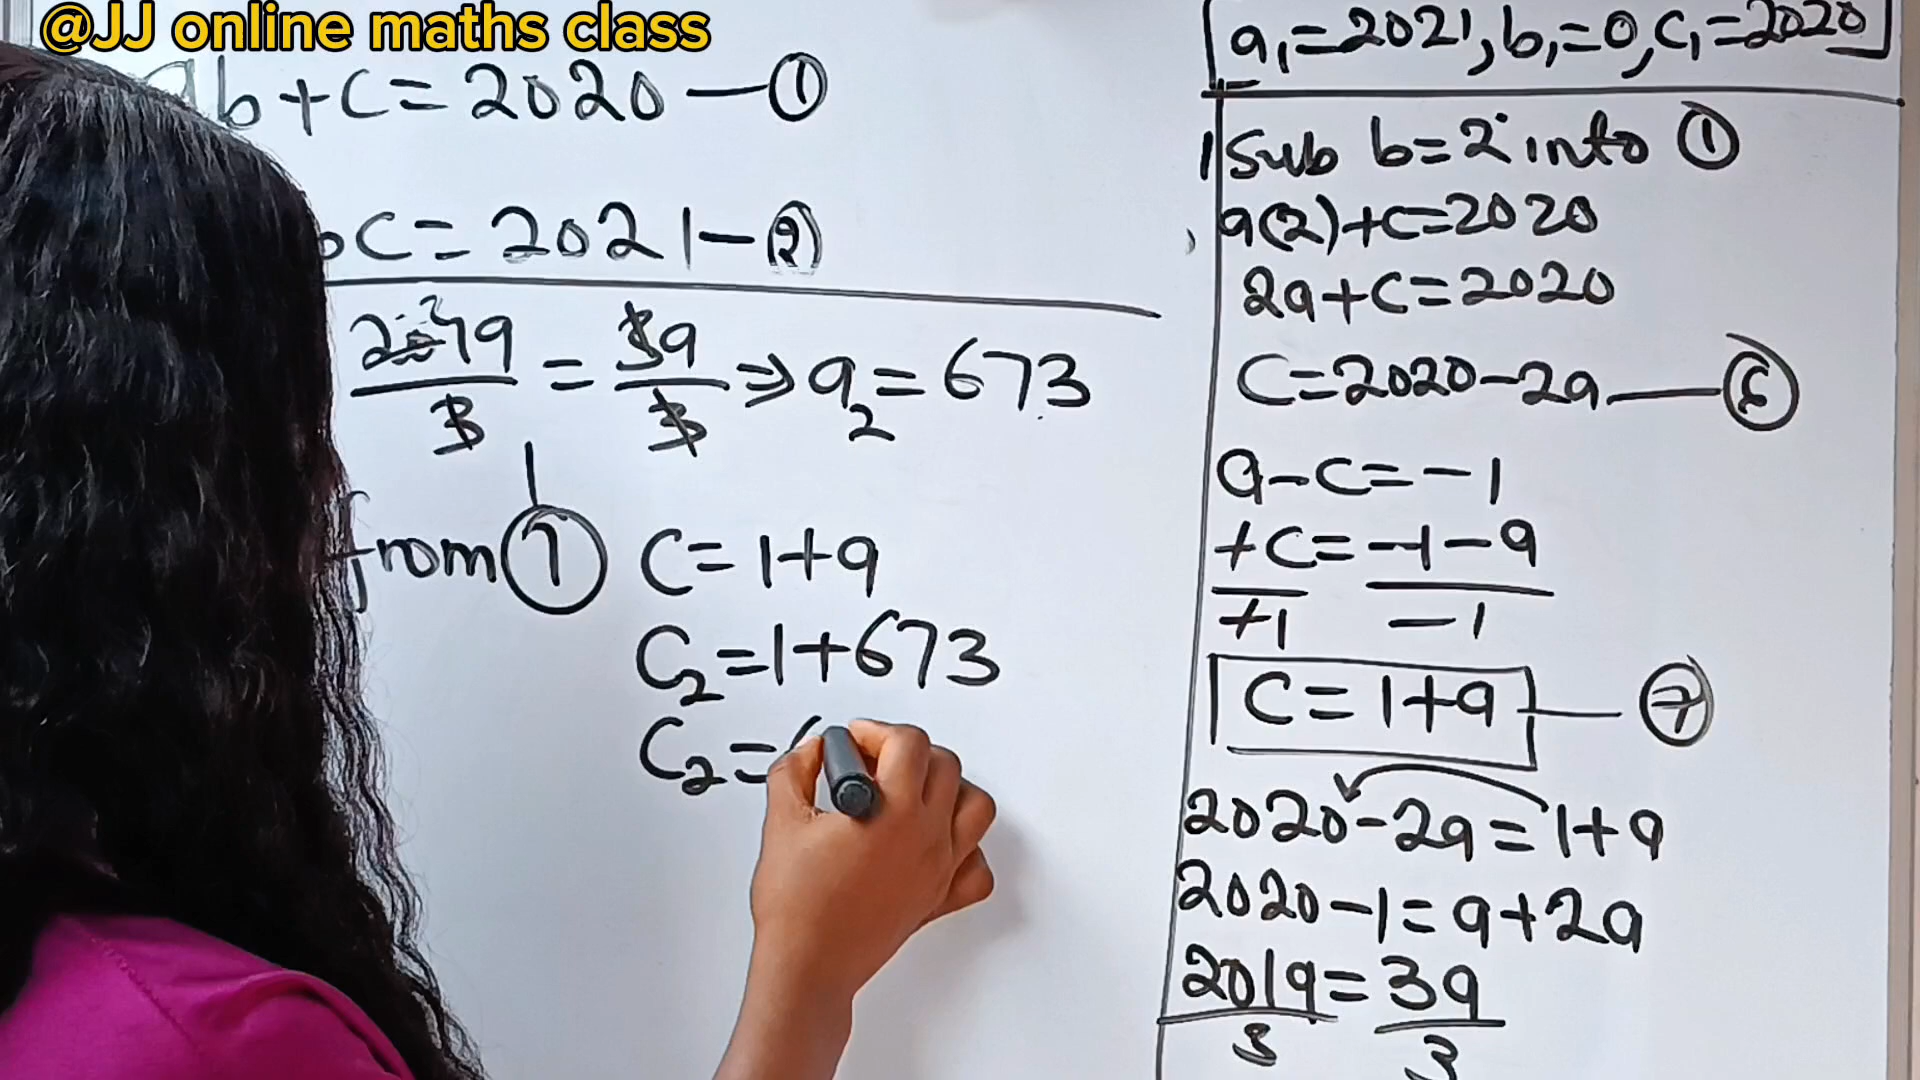 @JJ online maths class
ab+c=2020—①
c=2021—②
2019/3 = 3a/3 ⇒ a₂=673
from ⑦ c=1+a
c₂=1+673
c₂=
a₁=2021, b₁=0, c₁=2020
Sub b=2 into ①
a(2)+c=2020
2a+c=2020
c=2020-2a—⑥
a-c=-1
+c/+1=-1-a/-1
c=1+a—⑦
2020-2a=1+a
2020-1=a+2a
2019/3=3a/3